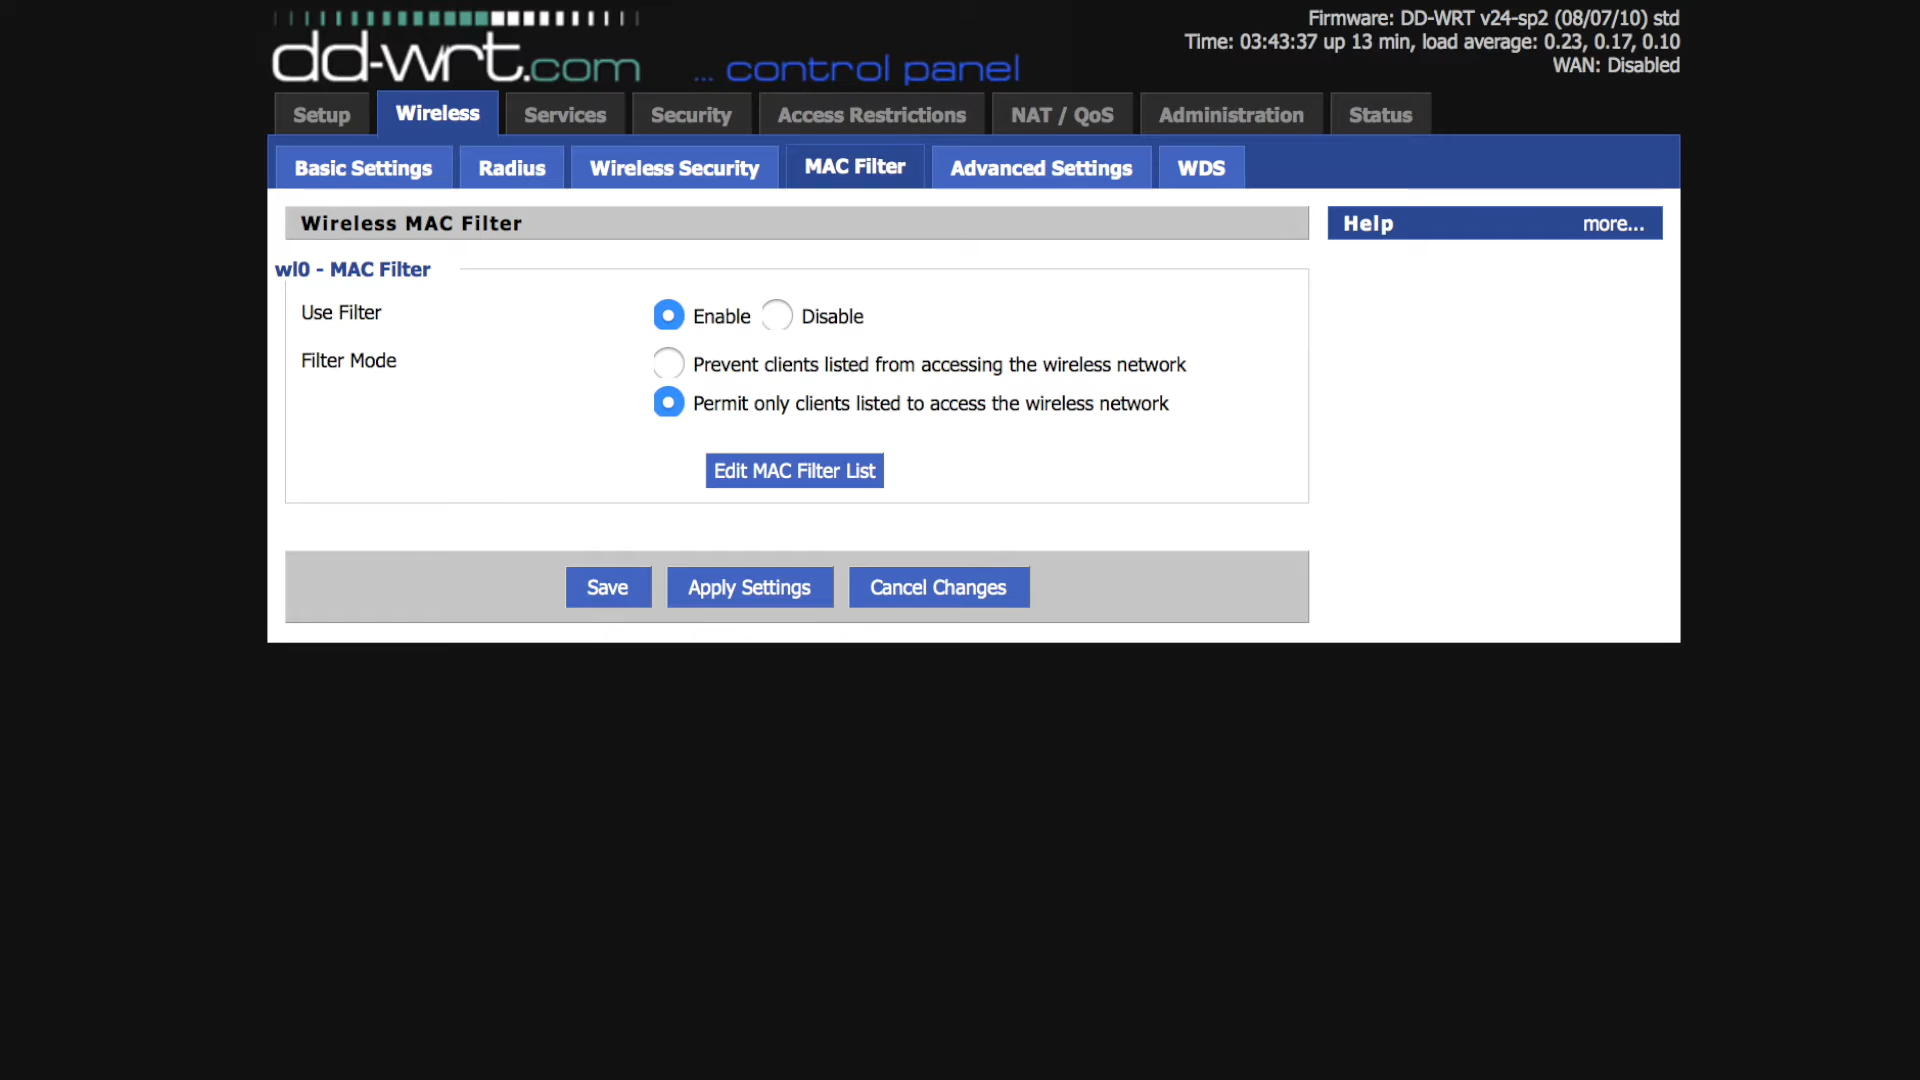 Firmware: DD-WRT v24-sp2 (08/07/10) std
Time: 03:43:37 up 13 min, load average: 0.23, 0.17, 0.10
WAN: Disabled
dd-wrt.com ... control panel
Setup Wireless Services Security Access Restrictions NAT / QoS Administration Status
Basic Settings Radius Wireless Security MAC Filter Advanced Settings WDS
Wireless MAC Filter
Help more...
wl0 - MAC Filter
Use Filter Enable Disable
Filter Mode Prevent clients listed from accessing the wireless network
Permit only clients listed to access the wireless network
Edit MAC Filter List
Save Apply Settings Cancel Changes